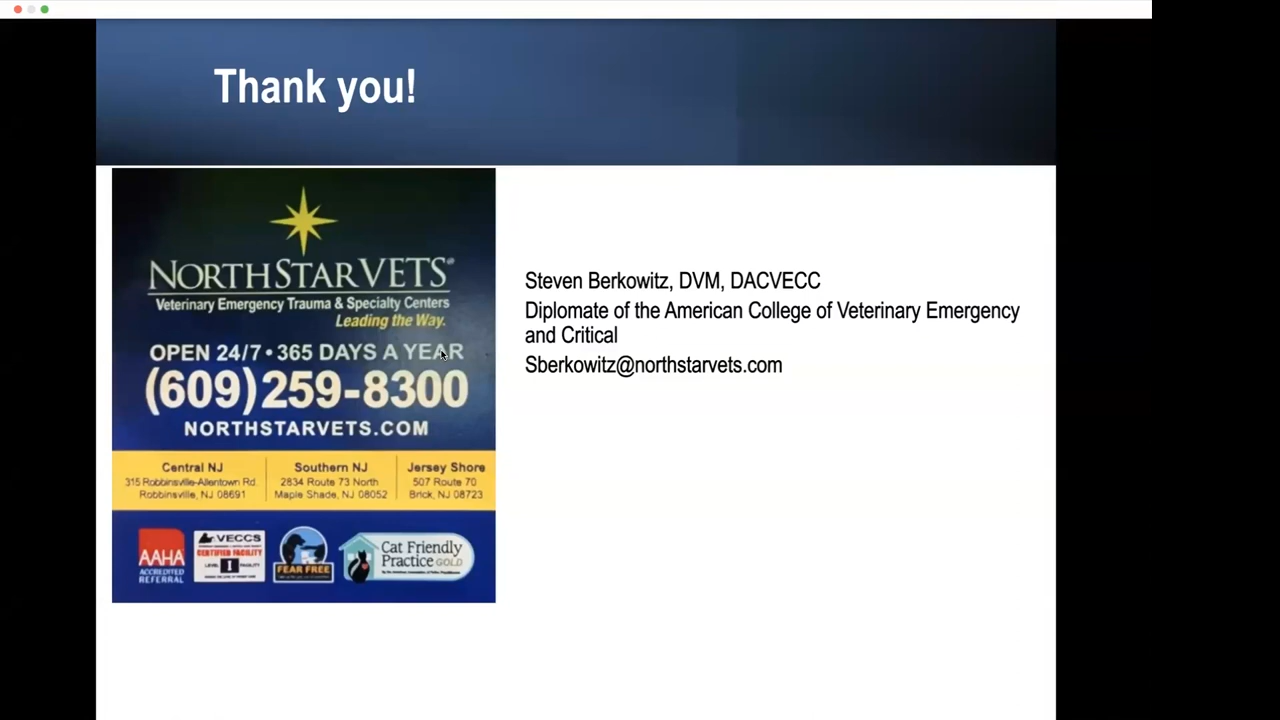 Thank you!
NORTHSTAR VETS®
Veterinary Emergency Trauma & Specialty Centers
Leading the Way.
OPEN 24/7 • 365 DAYS A YEAR
(609) 259-8300
NORTHSTARVETS.COM
Central NJ
315 Robbinsville-Allentown Rd.
Robbinsville, NJ 08691
Southern NJ
2834 Route 73 North
Maple Shade, NJ 08052
Jersey Shore
507 Route 70
Brick, NJ 08723
AAHA
ACCREDITED
REFERRAL
VECCS
CERTIFIED FACILITY
LEVEL I FACILITY
FEAR FREE
Cat Friendly
Practice GOLD
Steven Berkowitz, DVM, DACVECC
Diplomate of the American College of Veterinary Emergency
and Critical
Sberkowitz@northstarvets.com